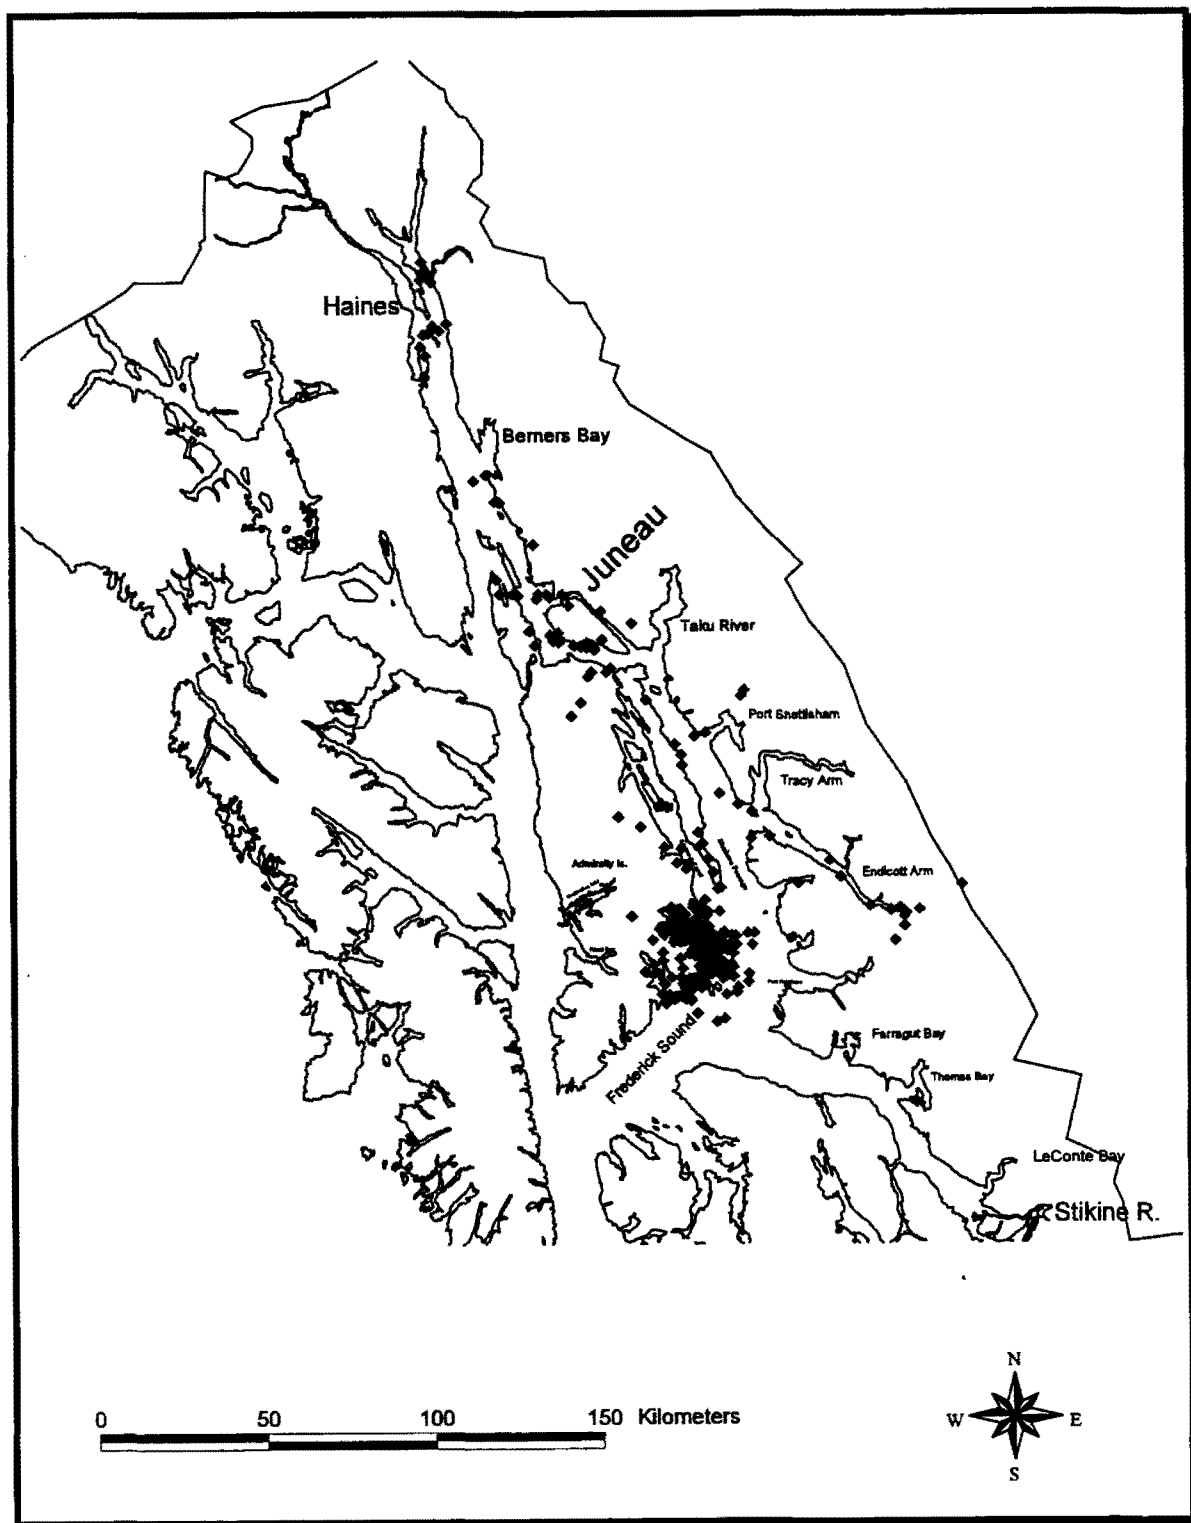 Haines
Berners Bay
Juneau
Taku River
Port Snettisham
Tracy Arm
Admiralty Is.
Endicott Arm
Frederick Sound
Farragut Bay
Thomas Bay
LeConte Bay
Stikine R.
N
W E
S
0 50 100 150 Kilometers